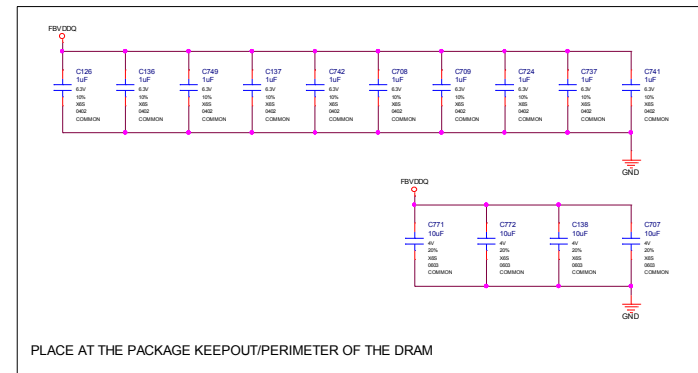 FBVDDQ
C126 C136 C749 C137 C742 C708 C709 C724 C737 C741
1uF 1uF 1uF 1uF 1uF 1uF 1uF 1uF 1uF 1uF
6.3V 6.3V 6.3V 6.3V 6.3V 6.3V 6.3V 6.3V 6.3V 6.3V
10% 10% 10% 10% 10% 10% 10% 10% 10% 10%
X6S X6S X6S X6S X6S X6S X6S X6S X6S X6S
0402 0402 0402 0402 0402 0402 0402 0402 0402 0402
COMMON COMMON COMMON COMMON COMMON COMMON COMMON COMMON COMMON COMMON
GND
FBVDDQ
C771 C772 C138 C707
10uF 10uF 10uF 10uF
4V 4V 4V 4V
20% 20% 20% 20%
X6S X6S X6S X6S
0603 0603 0603 0603
COMMON COMMON COMMON COMMON
GND
PLACE AT THE PACKAGE KEEPOUT/PERIMETER OF THE DRAM